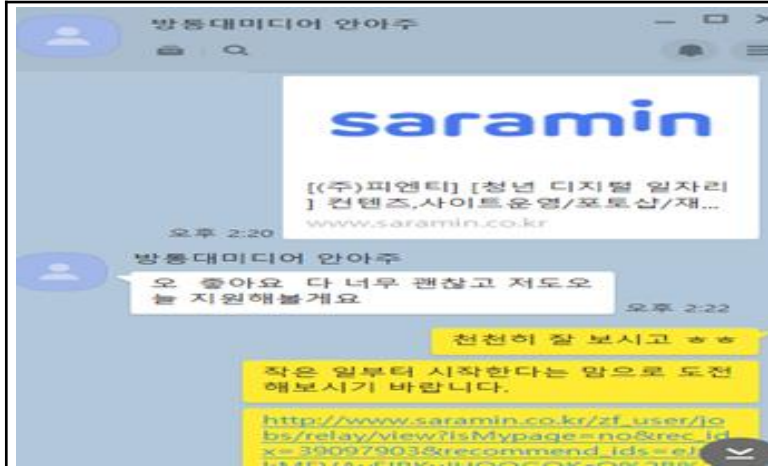 방통대미디어 안아주
saramin
[(주)피엔티] [청년 디지털 일자리
] 컨텐츠,사이트운영/포토샵/재...
www.saramin.co.kr
오후 2:20
방통대미디어 안아주
오 좋아요 다 너무 괜찮고 저도오
늘 지원해볼게요
오후 2:22
천천히 잘 보시고 ㅎㅎ
작은 일부터 시작한다는 맘으로 도전
해보시기 바랍니다.
http://www.saramin.co.kr/zf_user/jo
bs/relay/view?isMypage=no&rec_id
x=39097903&recommend_ids=eJ